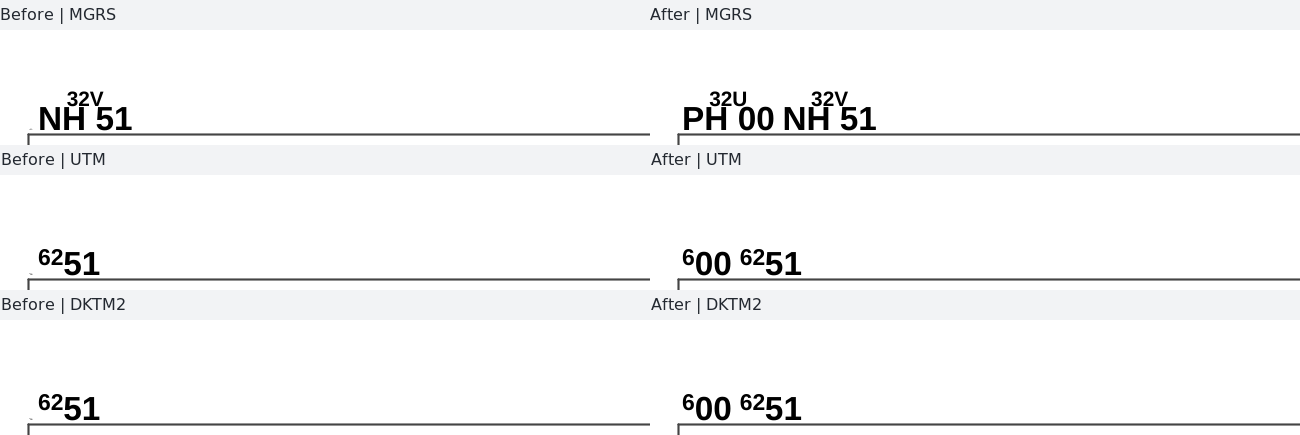 Before | MGRS After | MGRS
32V 32U 32V
NH 51 PH 00 NH 51
Before | UTM After | UTM
6251 600 6251
Before | DKTM2 After | DKTM2
6251 600 6251